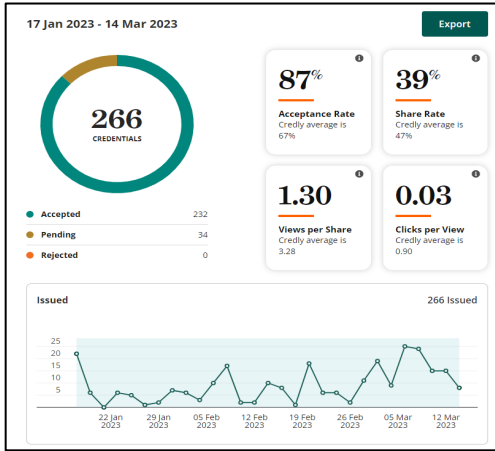 17 Jan 2023 - 14 Mar 2023
Export
266
CREDENTIALS
Accepted 232
Pending 34
Rejected 0
87%
Acceptance Rate
Credly average is
67%
39%
Share Rate
Credly average is
47%
1.30
Views per Share
Credly average is
3.28
0.03
Clicks per View
Credly average is
0.90
Issued 266 Issued
25
20
15
10
5
22 Jan 29 Jan 05 Feb 12 Feb 19 Feb 26 Feb 05 Mar 12 Mar
2023 2023 2023 2023 2023 2023 2023 2023